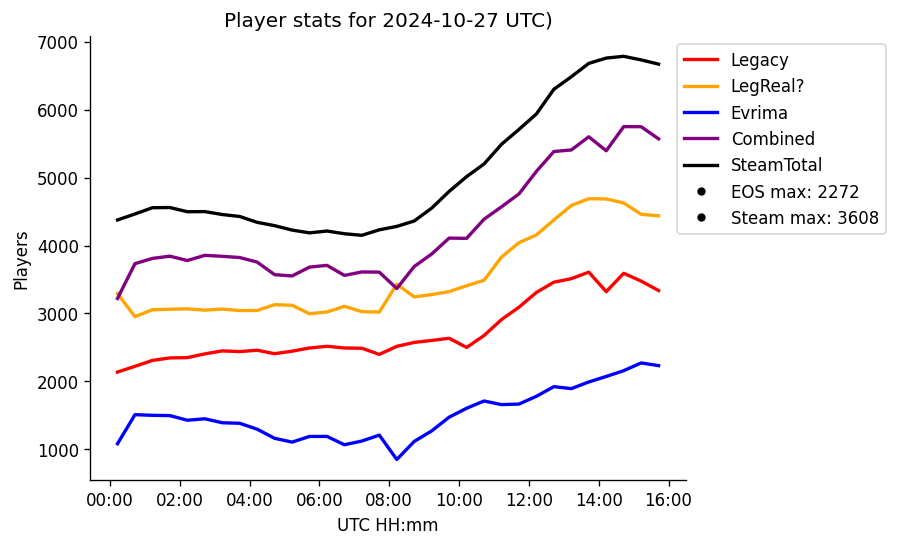 Player stats for 2024-10-27 UTC)
7000
6000
5000
4000
3000
2000
1000
Players
00:00 02:00 04:00 06:00 08:00 10:00 12:00 14:00 16:00
UTC HH:mm
Legacy
LegReal?
Evrima
Combined
SteamTotal
EOS max: 2272
Steam max: 3608